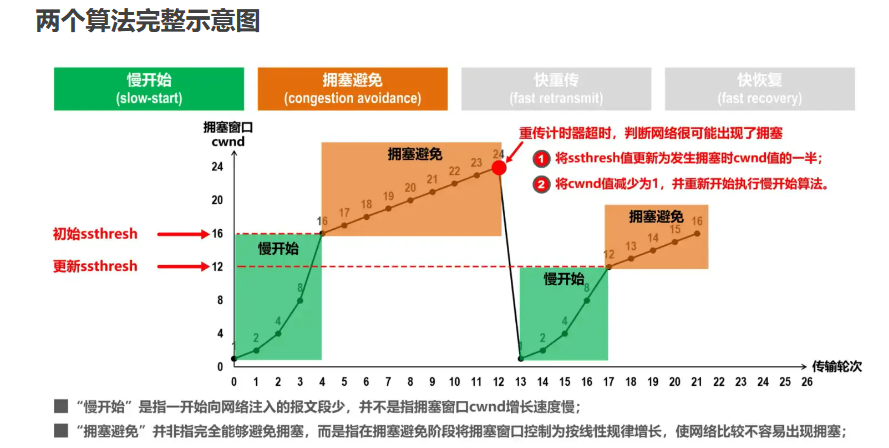 两个算法完整示意图
慢开始 拥塞避免 快重传 快恢复
(slow-start) (congestion avoidance) (fast retransmit) (fast recovery)
拥塞窗口
cwnd
重传计时器超时，判断网络很可能出现了拥塞
1 将ssthresh值更新为发生拥塞时cwnd值的一半；
2 将cwnd值减少为1，并重新开始执行慢开始算法。
拥塞避免
24
20
16
12
8
4
0
16 17 18 19 20 21 22 23 24
初始ssthresh
更新ssthresh
慢开始
1 2 4 8
拥塞避免
12 13 14 15 16
慢开始
1 2 4 8
0 1 2 3 4 5 6 7 8 9 10 11 12 13 14 15 16 17 18 19 20 21 22 23 24 25 26
传输轮次
“慢开始”是指一开始向网络注入的报文段少，并不是指拥塞窗口cwnd增长速度慢；
“拥塞避免”并非指完全能够避免拥塞，而是指在拥塞避免阶段将拥塞窗口控制为按线性规律增长，使网络比较不容易出现拥塞；